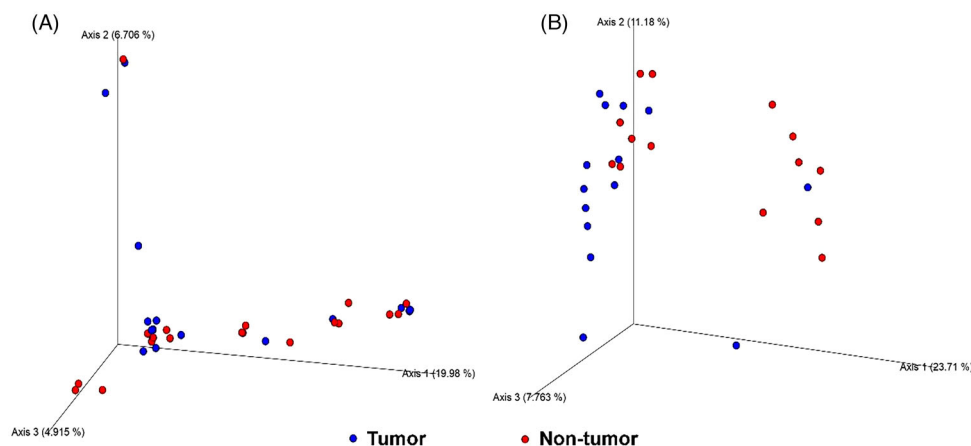 (A)
Axis 2 (6.706 %)
Axis 1 (19.98 %)
Axis 3 (4.915 %)
(B)
Axis 2 (11.18 %)
Axis 1 (23.71 %)
Axis 3 (7.763 %)
Tumor
Non-tumor